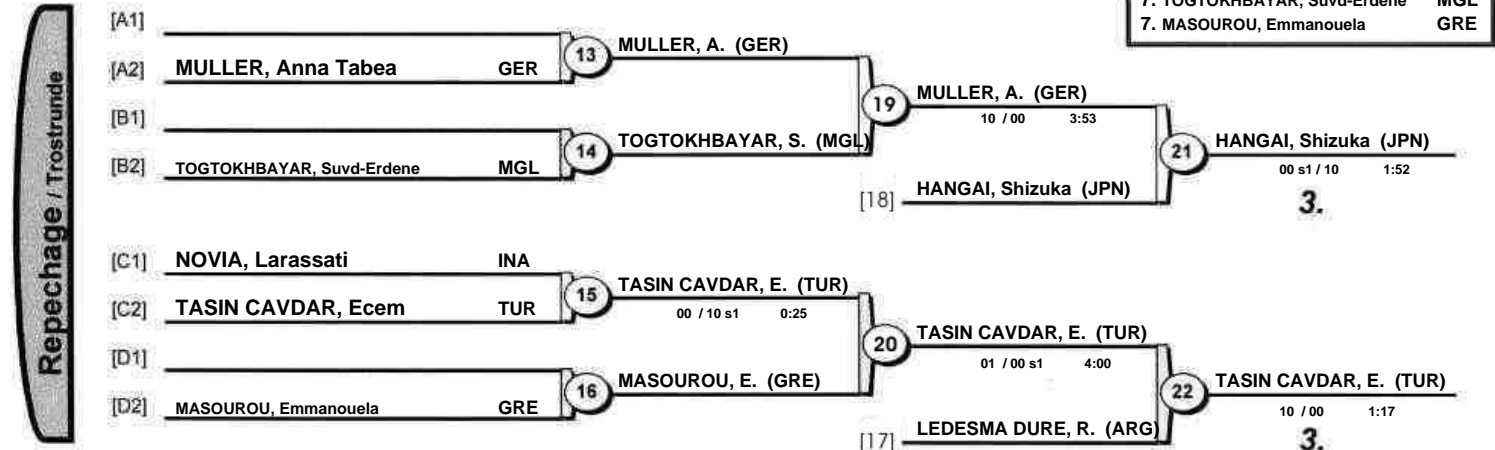 7. TOGTOKHBAYAR, Suvd-Erdene MGL
7. MASOUROU, Emmanouela GRE
Repechage / Trostrunde
[A1]
[A2] MULLER, Anna Tabea GER
13 MULLER, A. (GER)
[B1]
[B2] TOGTOKHBAYAR, Suvd-Erdene MGL
14 TOGTOKHBAYAR, S. (MGL)
19 MULLER, A. (GER)
10 / 00 3:53
[18] HANGAI, Shizuka (JPN)
21 HANGAI, Shizuka (JPN)
00 s1 / 10 1:52
3.
[C1] NOVIA, Larassati INA
[C2] TASIN CAVDAR, Ecem TUR
15 TASIN CAVDAR, E. (TUR)
00 / 10 s1 0:25
[D1]
[D2] MASOUROU, Emmanouela GRE
16 MASOUROU, E. (GRE)
20 TASIN CAVDAR, E. (TUR)
01 / 00 s1 4:00
[17] LEDESMA DURE, R. (ARG)
22 TASIN CAVDAR, E. (TUR)
10 / 00 1:17
3.